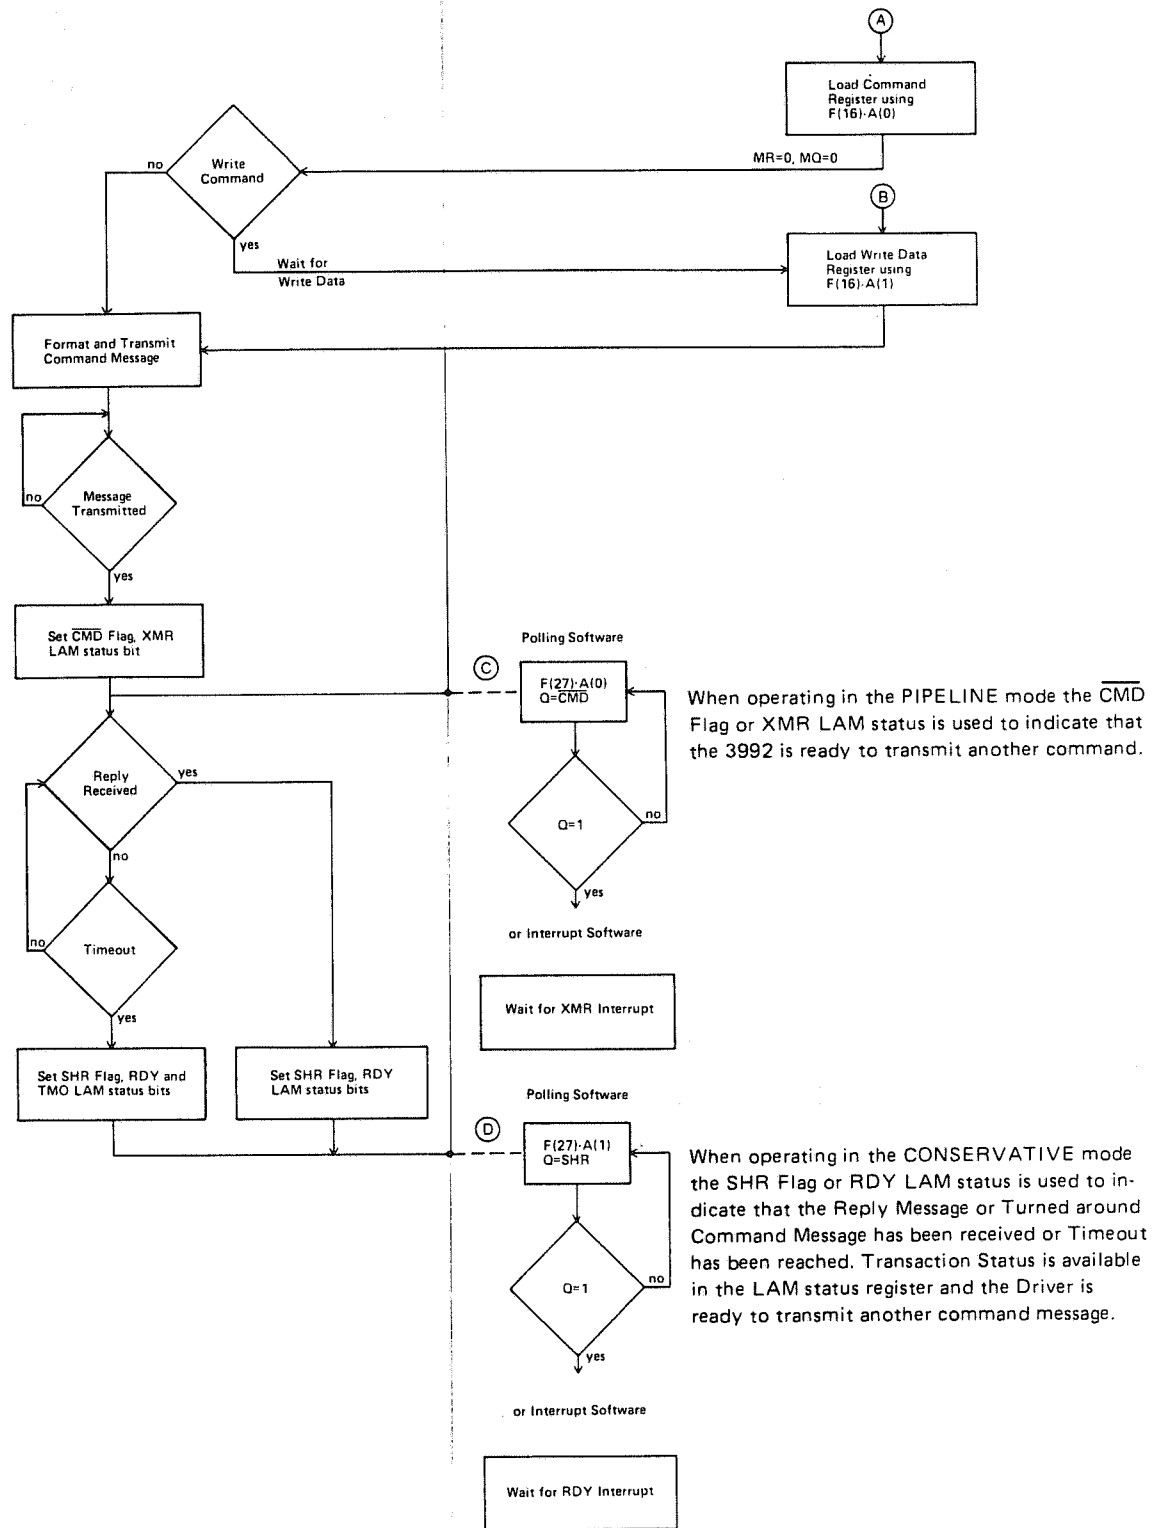 A
Load Command
Register using
F(16)·A(0)
MR=0, MQ=0
no
Write
Command
yes
Wait for
Write Data
B
Load Write Data
Register using
F(16)·A(1)
Format and Transmit
Command Message
no
Message
Transmitted
yes
Set C̅M̅D̅ Flag, XMR
LAM status bit
Polling Software
C
F(27)·A(0)
Q=C̅M̅D̅
When operating in the PIPELINE mode the C̅M̅D̅
Flag or XMR LAM status is used to indicate that
the 3992 is ready to transmit another command.
Reply
Received
yes
no
Q=1
no
yes
or Interrupt Software
Timeout
no
yes
Wait for XMR Interrupt
Set SHR Flag, RDY and
TMO LAM status bits
Set SHR Flag, RDY
LAM status bits
Polling Software
D
F(27)·A(1)
Q=SHR
When operating in the CONSERVATIVE mode
the SHR Flag or RDY LAM status is used to in-
dicate that the Reply Message or Turned around
Command Message has been received or Timeout
has been reached. Transaction Status is available
in the LAM status register and the Driver is
ready to transmit another command message.
Q=1
no
yes
or Interrupt Software
Wait for RDY Interrupt